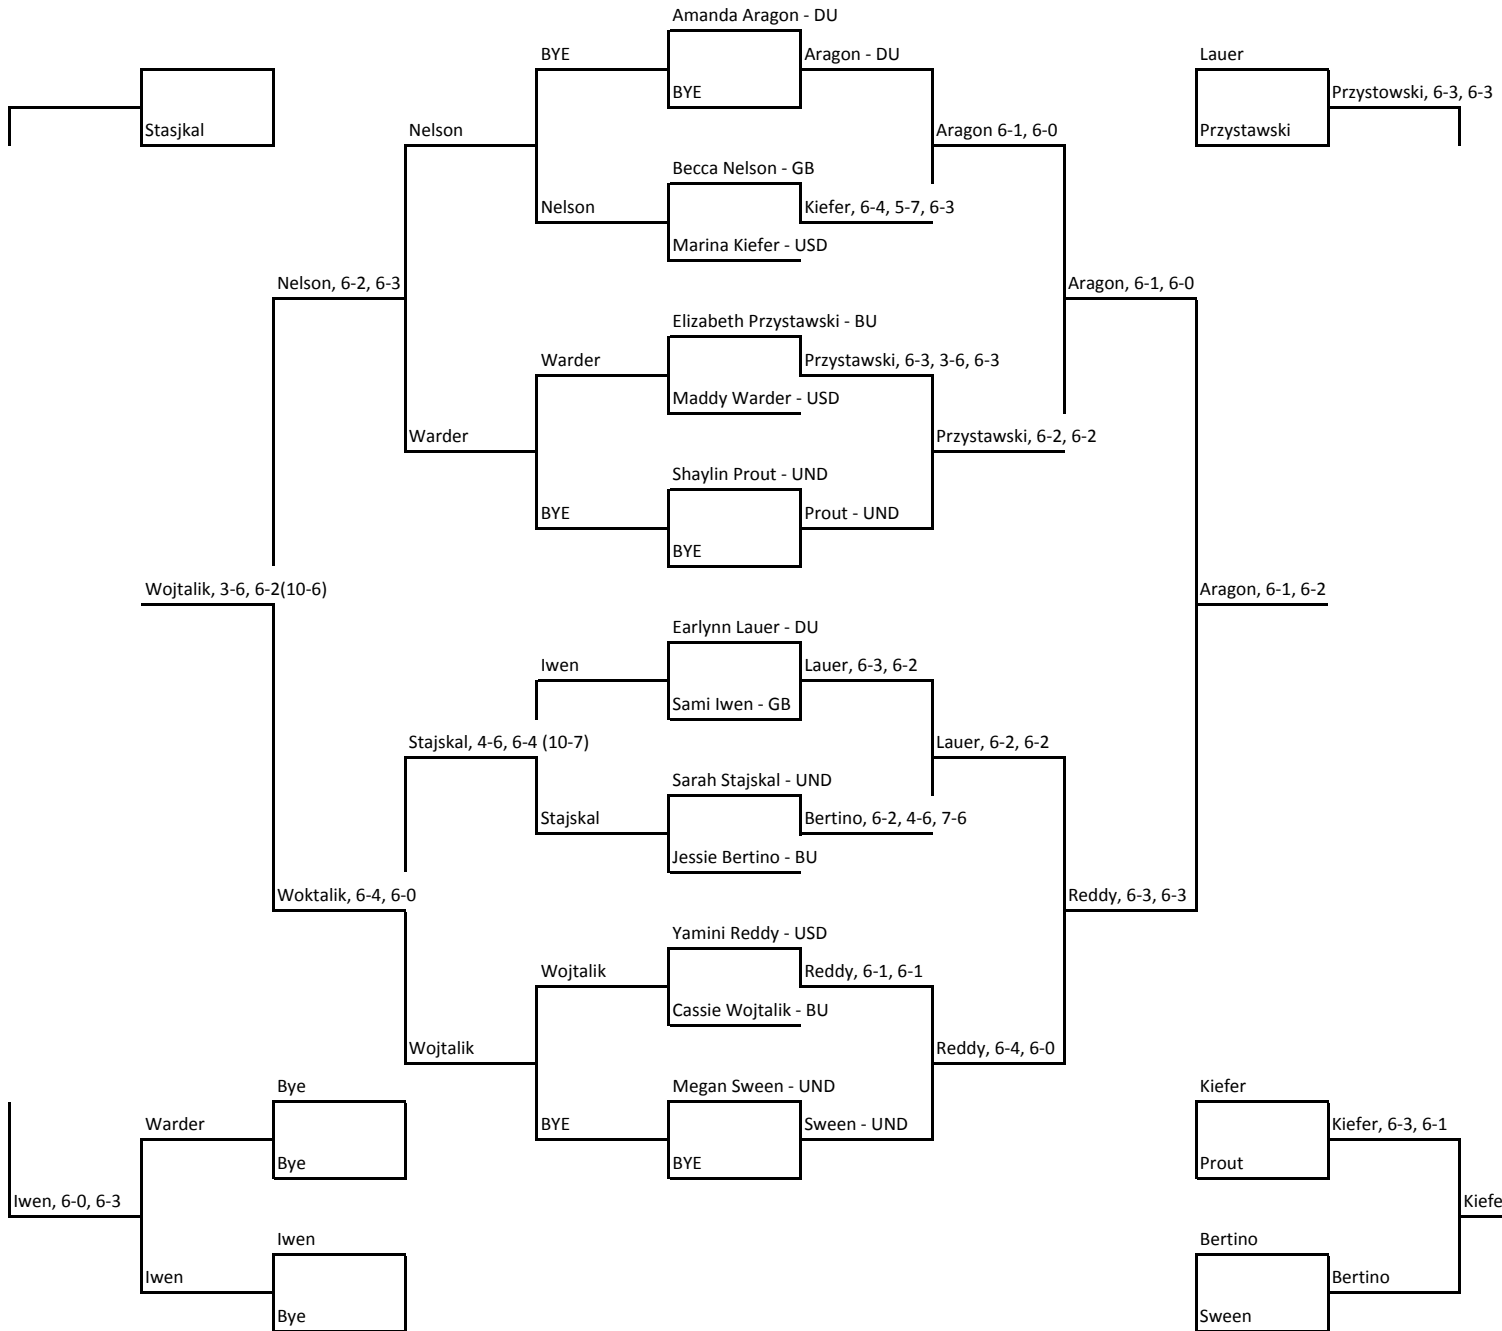 Amanda Aragon - DU
BYE
Aragon - DU
Lauer
BYE
Przystowski, 6-3, 6-3
Stasjkal
Nelson
Aragon 6-1, 6-0
Przystawski
Becca Nelson - GB
Nelson
Kiefer, 6-4, 5-7, 6-3
Marina Kiefer - USD
Nelson, 6-2, 6-3
Aragon, 6-1, 6-0
Elizabeth Przystawski - BU
Warder
Przystawski, 6-3, 3-6, 6-3
Maddy Warder - USD
Warder
Przystawski, 6-2, 6-2
Shaylin Prout - UND
BYE
Prout - UND
BYE
Wojtalik, 3-6, 6-2(10-6)
Aragon, 6-1, 6-2
Earlynn Lauer - DU
Iwen
Lauer, 6-3, 6-2
Sami Iwen - GB
Stajskal, 4-6, 6-4 (10-7)
Lauer, 6-2, 6-2
Sarah Stajskal - UND
Stajskal
Bertino, 6-2, 4-6, 7-6
Jessie Bertino - BU
Woktalik, 6-4, 6-0
Reddy, 6-3, 6-3
Yamini Reddy - USD
Wojtalik
Reddy, 6-1, 6-1
Cassie Wojtalik - BU
Wojtalik
Reddy, 6-4, 6-0
Bye
Megan Sween - UND
Kiefer
Warder
BYE
Sween - UND
Kiefer, 6-3, 6-1
Bye
BYE
Prout
Iwen, 6-0, 6-3
Kiefe
Iwen
Bertino
Iwen
Bertino
Bye
Sween